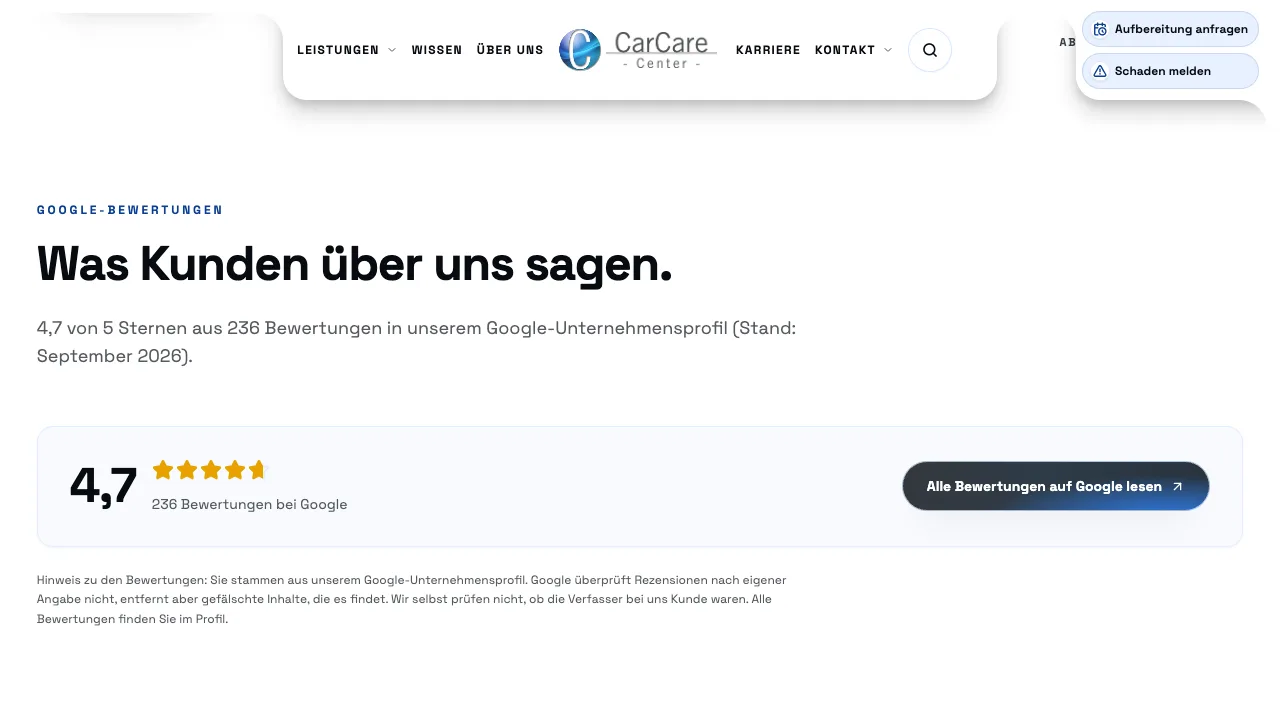 LEISTUNGEN WISSEN ÜBER UNS CarCare - Center - KARRIERE KONTAKT
AB
Aufbereitung anfragen
Schaden melden
GOOGLE-BEWERTUNGEN
Was Kunden über uns sagen.
4,7 von 5 Sternen aus 236 Bewertungen in unserem Google-Unternehmensprofil (Stand:
September 2026).
4,7
236 Bewertungen bei Google
Alle Bewertungen auf Google lesen
Hinweis zu den Bewertungen: Sie stammen aus unserem Google-Unternehmensprofil. Google überprüft Rezensionen nach eigener
Angabe nicht, entfernt aber gefälschte Inhalte, die es findet. Wir selbst prüfen nicht, ob die Verfasser bei uns Kunde waren. Alle
Bewertungen finden Sie im Profil.